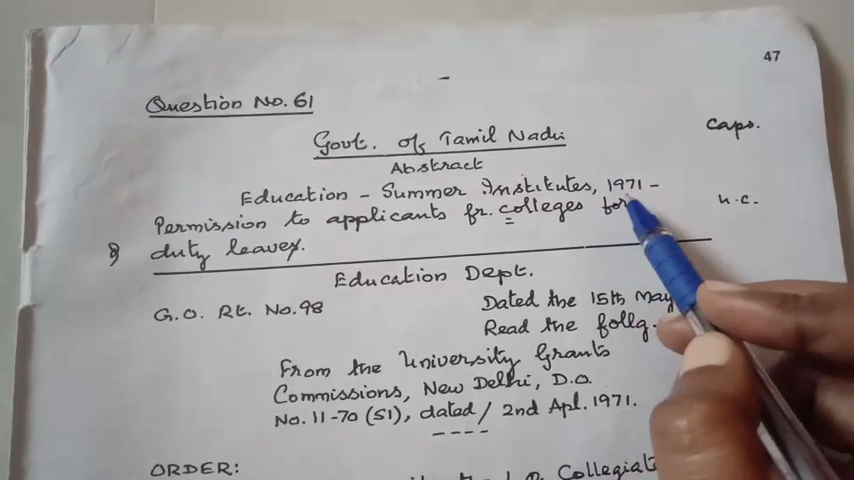 47
Question No. 61
Govt. of Tamil Nadu
Caps.
Abstract
Education - Summer Institutes, 1971 -
Permission to applicants fr. colleges for
u.c.
duty leaves.
Education Dept.
G.O. Rt. No. 98
Dated the 15th May
Read the follg.
From the University Grants
Commissions, New Delhi, D.O.
No. 11-70 (S1), dated / 2nd Apl. 1971.
----
ORDER:
Collegiat